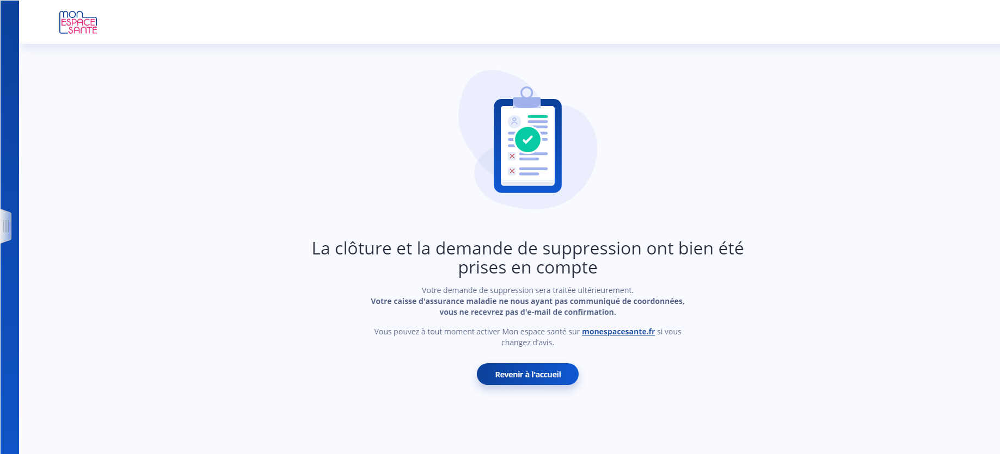 mon
ESPACE
SANTÉ
La clôture et la demande de suppression ont bien été
prises en compte
Votre demande de suppression sera traitée ultérieurement.
Votre caisse d'assurance maladie ne nous ayant pas communiqué de coordonnées,
vous ne recevrez pas d'e-mail de confirmation.
Vous pouvez à tout moment activer Mon espace santé sur monespacesante.fr si vous
changez d’avis.
Revenir à l'accueil